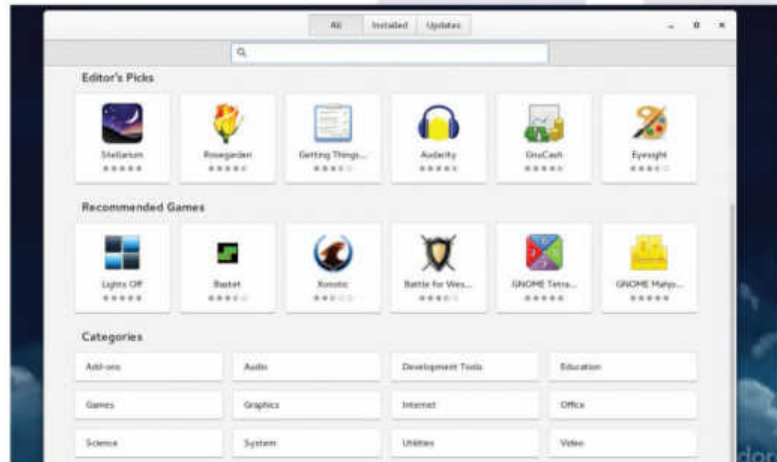 All Installed Updates
Editor's Picks
Stellarium Rosegarden Getting Things... Audacity GnuCash Eyesight
Recommended Games
Lights Off Bastet Xonotic Battle for Wes... GNOME Tetra... GNOME Mahjo...
Categories
Add-ons Audio Development Tools Education
Games Graphics Internet Office
Science System Utilities Video
dor